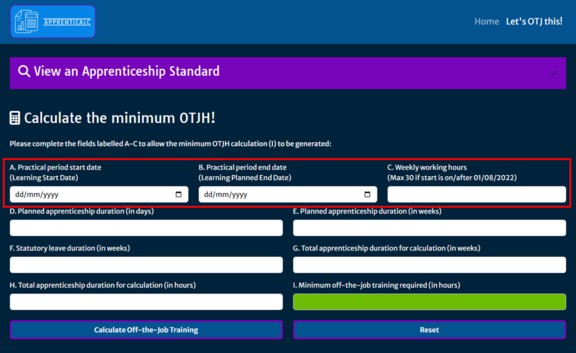 APPRENTICALC
Home Let's OTJ this!
View an Apprenticeship Standard
Calculate the minimum OTJH!
Please complete the fields labelled A-C to allow the minimum OTJH calculation (I) to be generated:
A. Practical period start date
(Learning Start Date)
dd/mm/yyyy
B. Practical period end date
(Learning Planned End Date)
dd/mm/yyyy
C. Weekly working hours
(Max 30 if start is on/after 01/08/2022)
D. Planned apprenticeship duration (in days)
E. Planned apprenticeship duration (in weeks)
F. Statutory leave duration (in weeks)
G. Total apprenticeship duration for calculation (in weeks)
H. Total apprenticeship duration for calculation (in hours)
I. Minimum off-the-job training required (in hours)
Calculate Off-the-Job Training
Reset